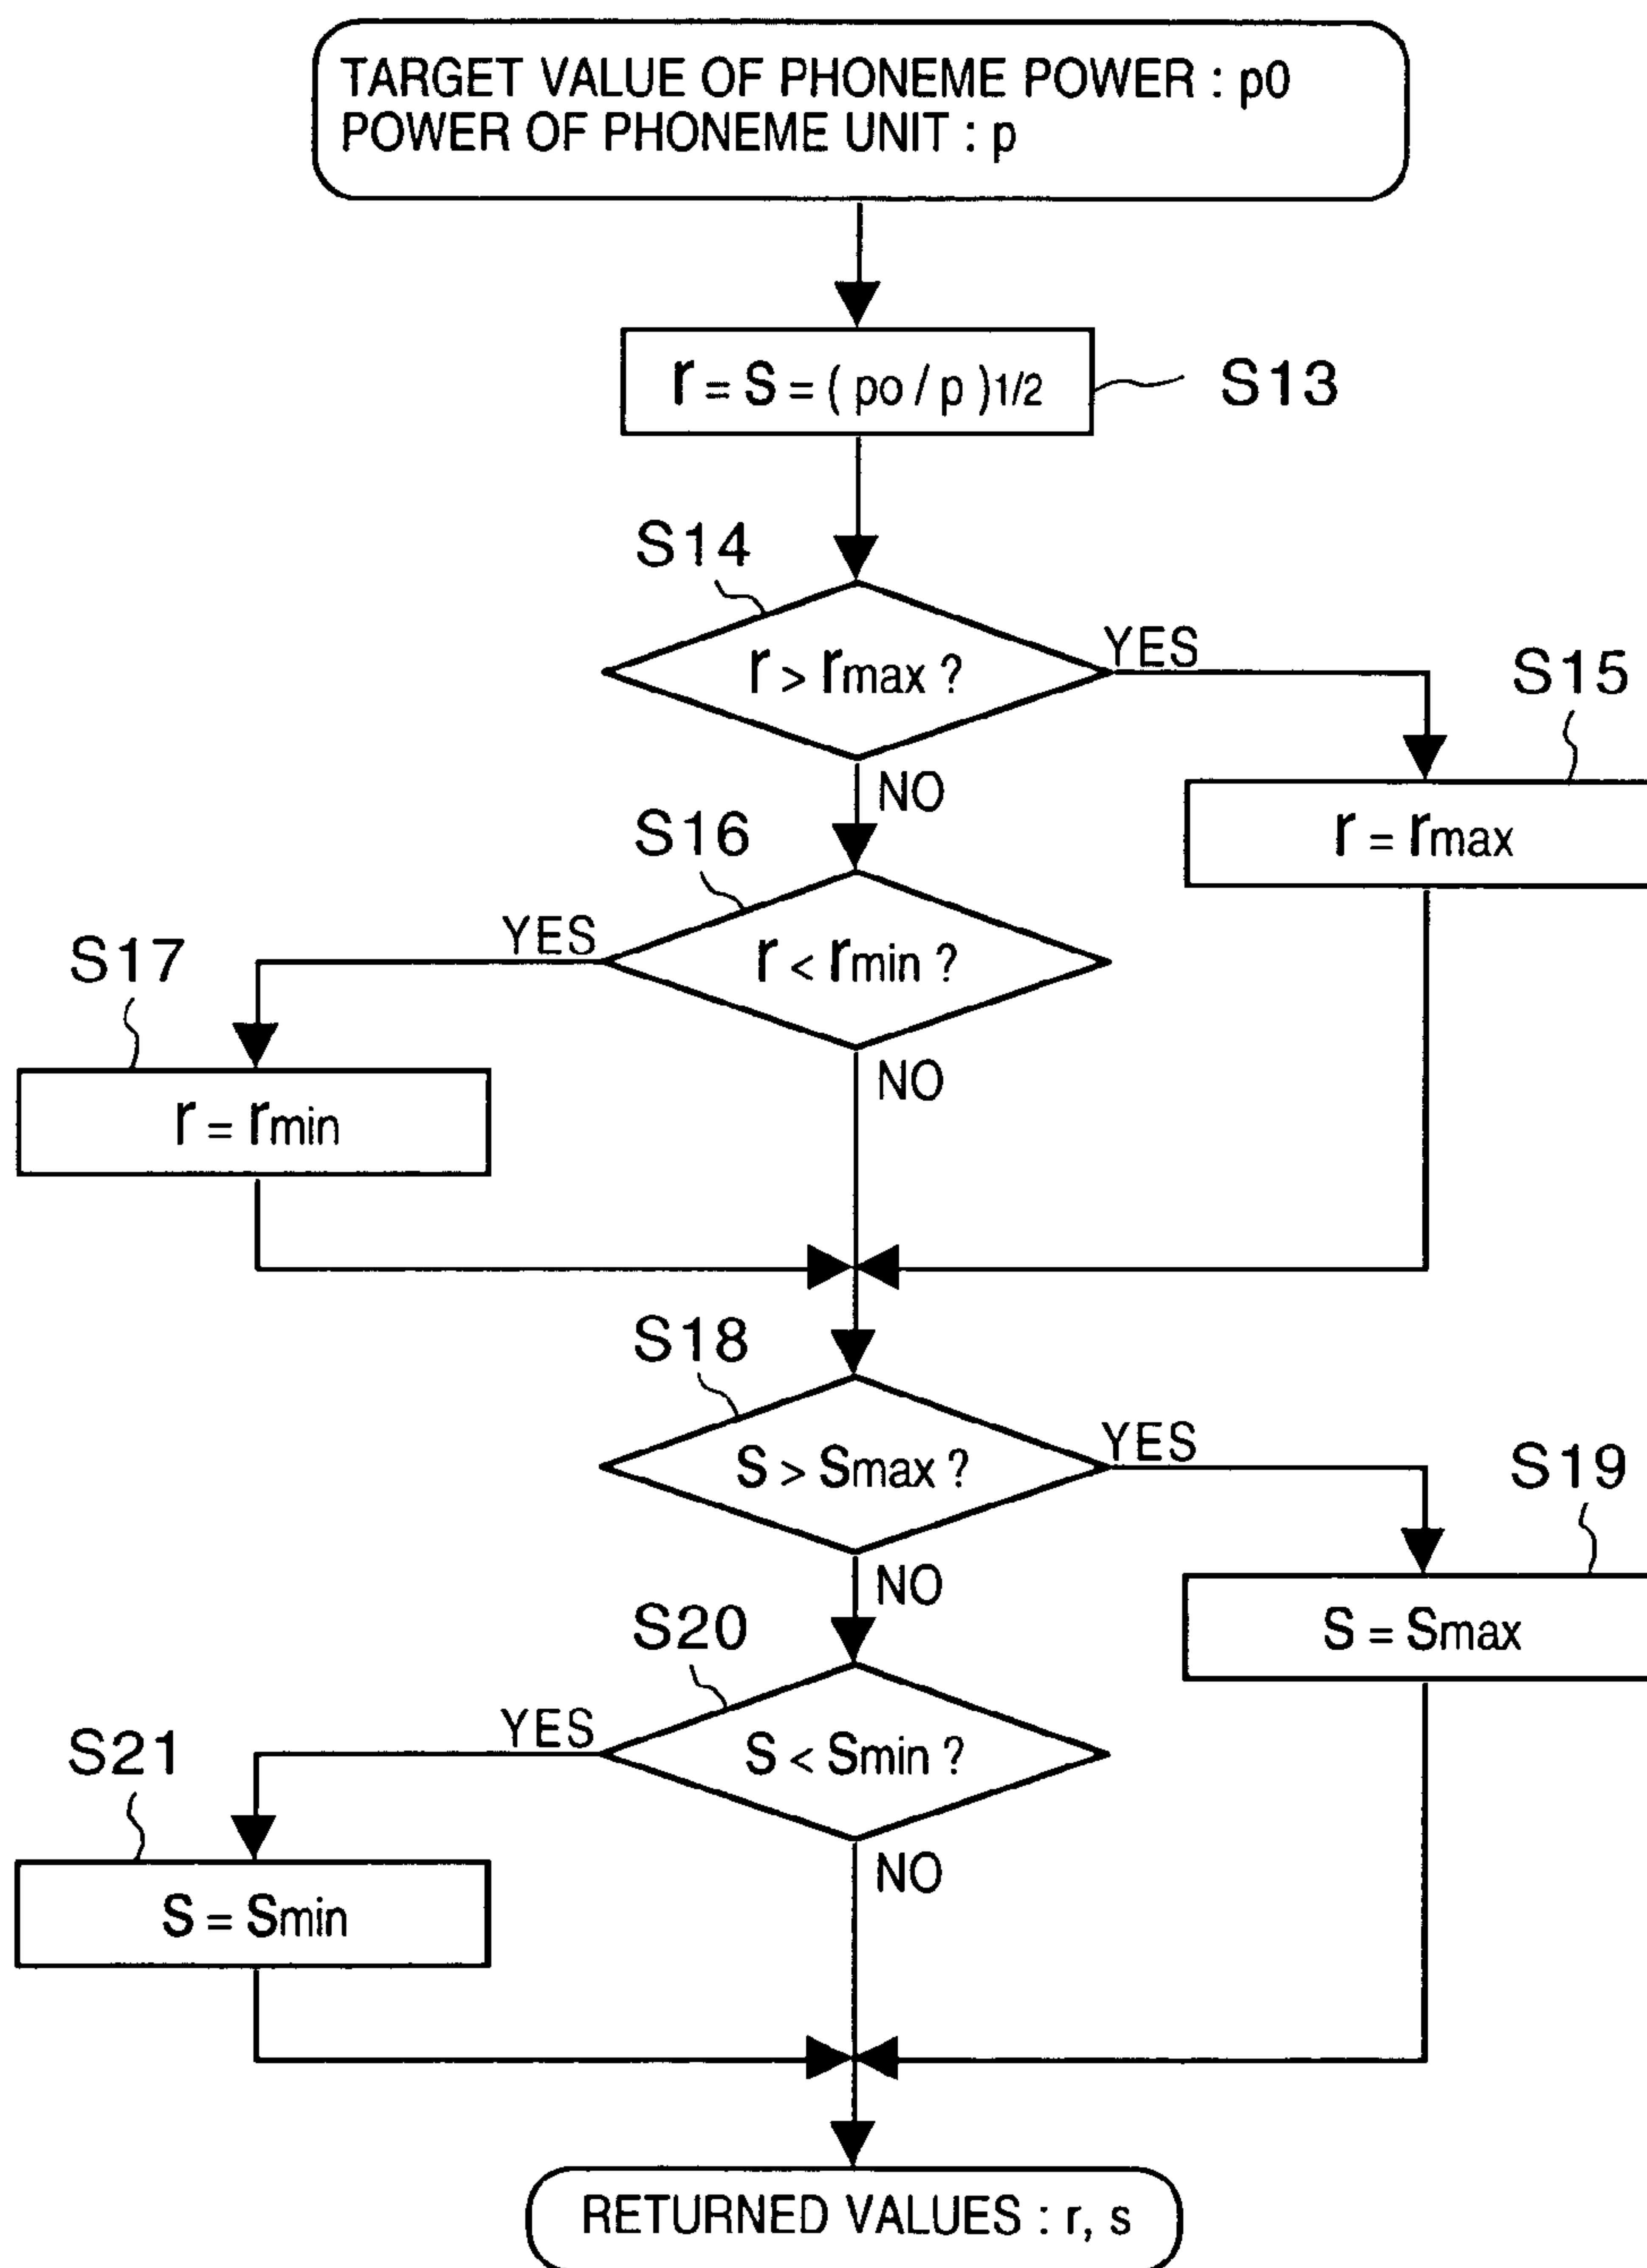 TARGET VALUE OF PHONEME POWER : p0
POWER OF PHONEME UNIT : p
r = s = ( po / p )1/2
S13
S14
r > rmax ?
YES
S15
NO
r = rmax
S16
r < rmin ?
YES
S17
NO
r = rmin
S18
s > smax ?
YES
S19
NO
s = smax
S20
s < smin ?
YES
S21
NO
s = smin
RETURNED VALUES : r, s